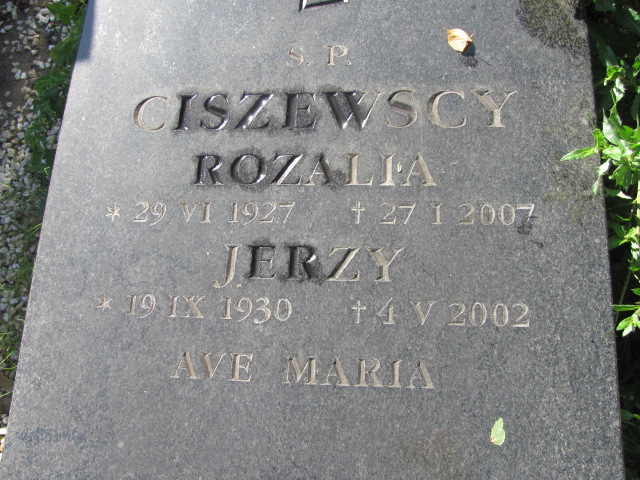 S. P.
CISZEWSCY
ROZALIA
* 29 VI 1927 † 27 I 2007
JERZY
* 19 IX 1930 † 4 V 2002
AVE MARIA